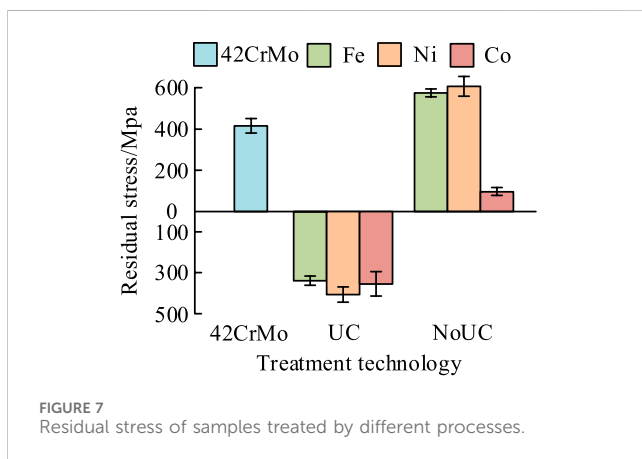 42CrMo Fe Ni Co
Residual stress/Mpa
600
400
200
0
100
300
500
42CrMo UC NoUC
Treatment technology
FIGURE 7
Residual stress of samples treated by different processes.